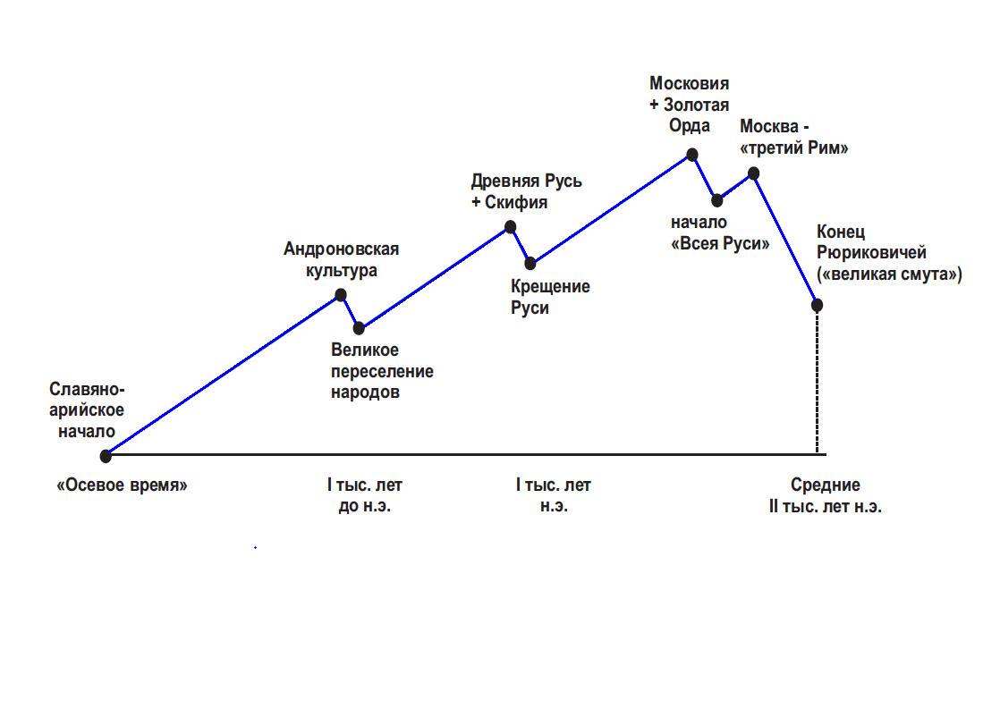 Московия
+ Золотая
Орда
Москва -
«третий Рим»
Древняя Русь
+ Скифия
начало
«Всея Руси»
Конец
Рюриковичей
(«великая смута»)
Андроновская
культура
Крещение
Руси
Великое
переселение
народов
Славяно-
арийское
начало
«Осевое время»
I тыс. лет
до н.э.
I тыс. лет
н.э.
Средние
II тыс. лет н.э.